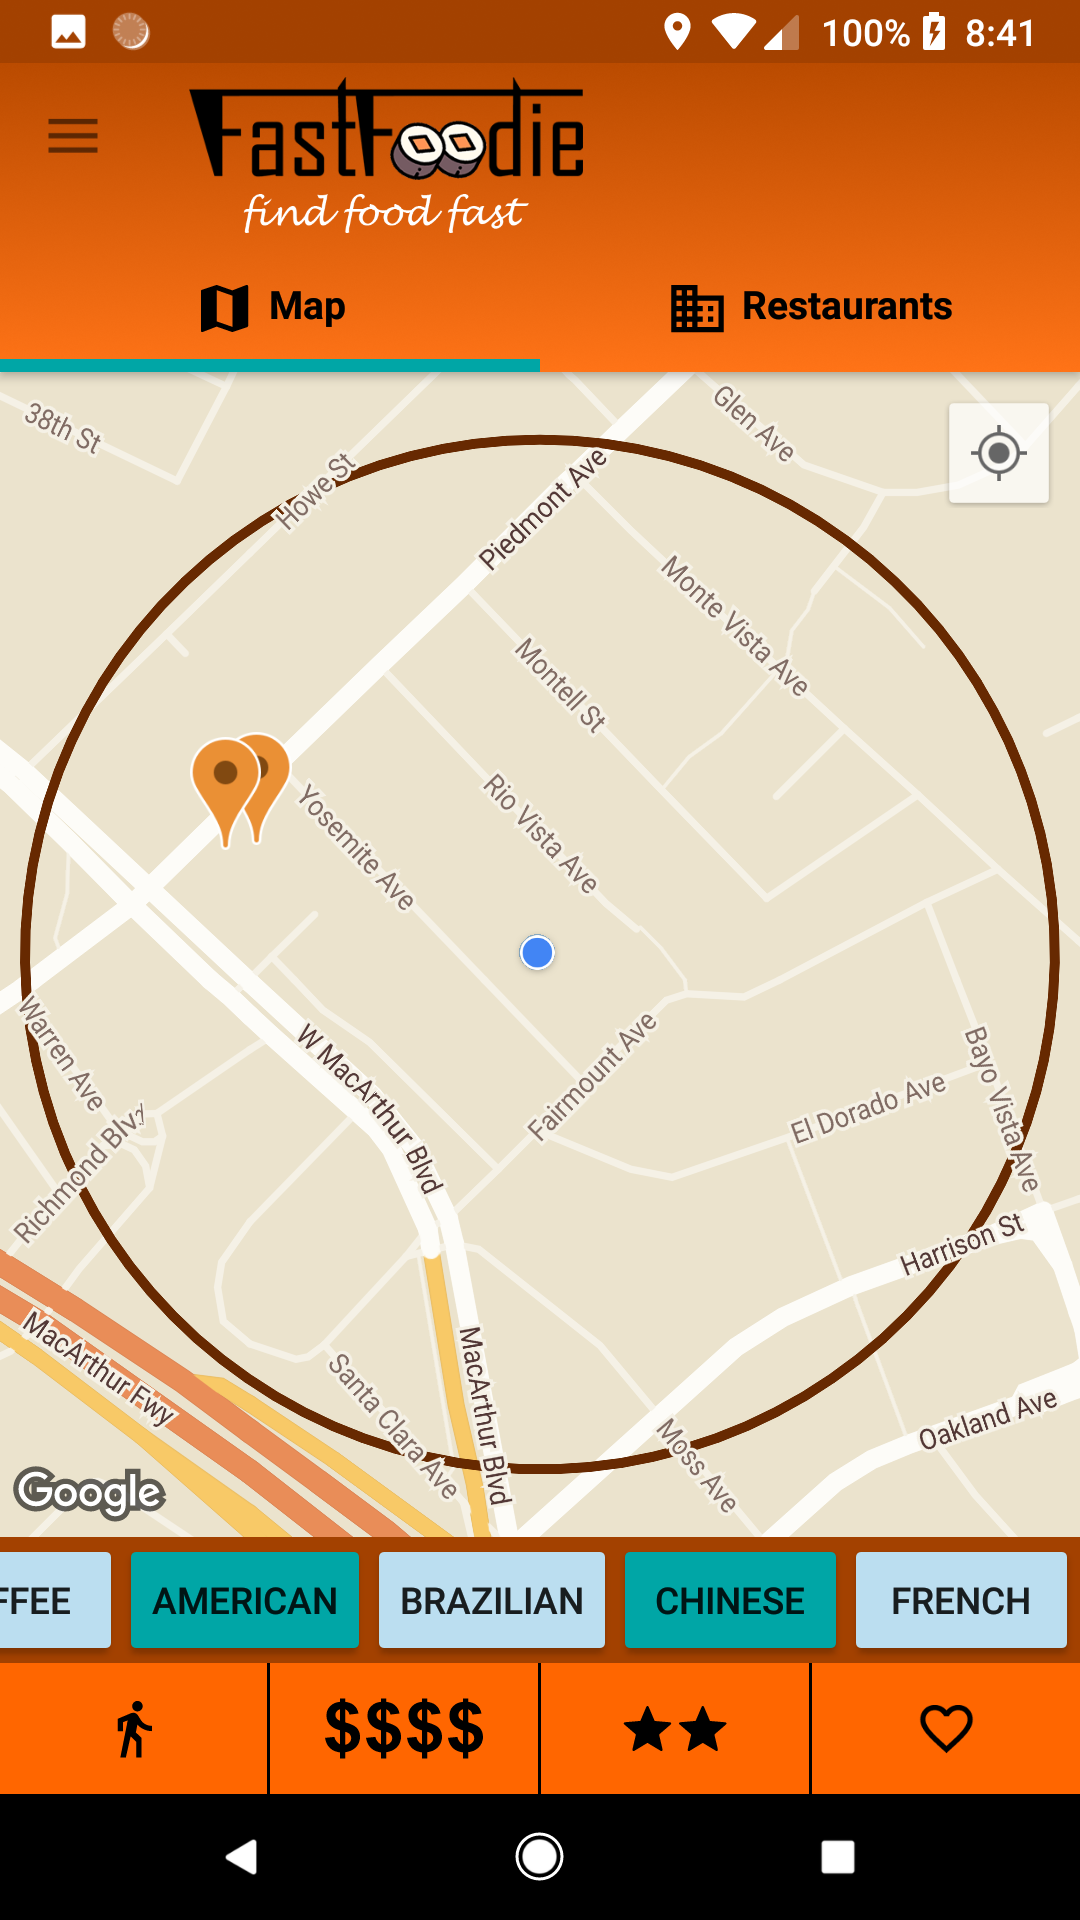 100% 8:41
FastFoodie
find food fast
Map
Restaurants
38th St
Glen Ave
Howe St
Piedmont Ave
Monte Vista Ave
Montell St
Rio Vista Ave
Yosemite Ave
Warren Ave
W MacArthur Blvd
Fairmount Ave
Bayo Vista Ave
El Dorado Ave
Richmond Blvd
Harrison St
MacArthur Fwy
MacArthur Blvd
Santa Clara Ave
Moss Ave
Oakland Ave
Google
FFEE
AMERICAN
BRAZILIAN
CHINESE
FRENCH
$$$$